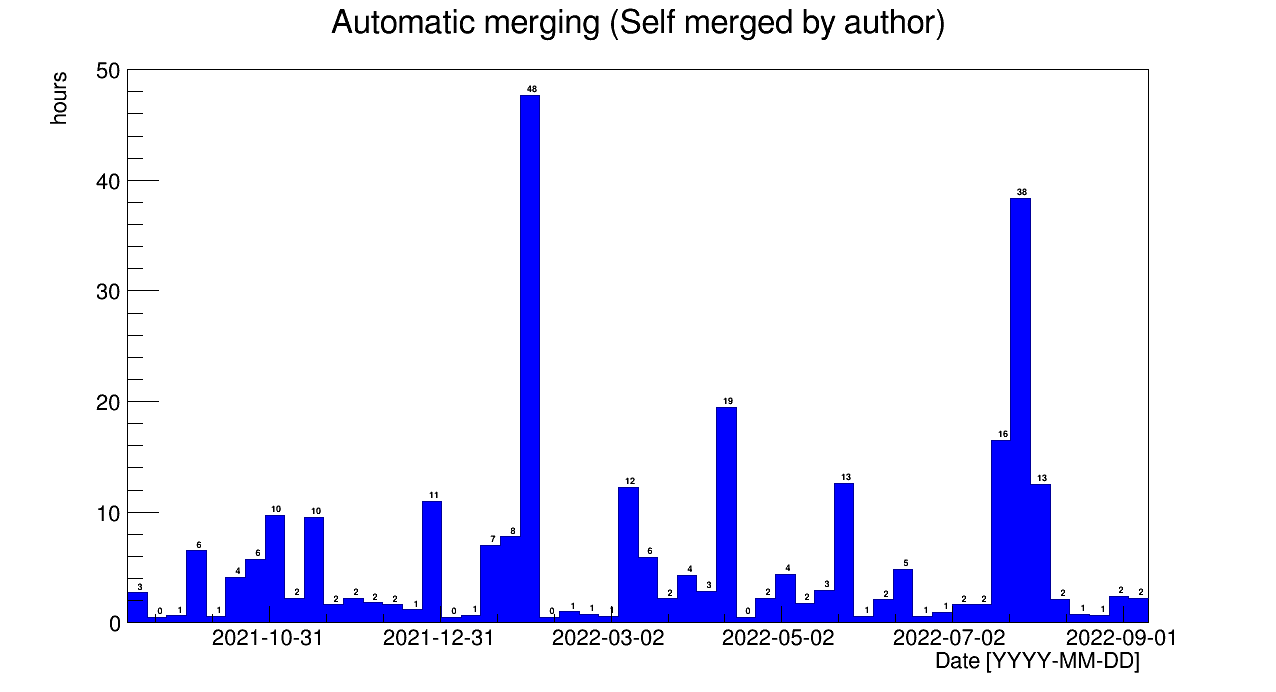 Automatic merging (Self merged by author)
hours
50
40
30
20
10
0
3 0 1 6 1 4 6 10 2 10 2 2 2 2 1 11 0 1 7 8 48 0 1 1 1 12 6 2 4 3 19 0 2 4 2 3 13 1 2 5 1 1 2 2 16 38 13 2 1 1 2 2
2021-10-31 2021-12-31 2022-03-02 2022-05-02 2022-07-02 2022-09-01
Date [YYYY-MM-DD]